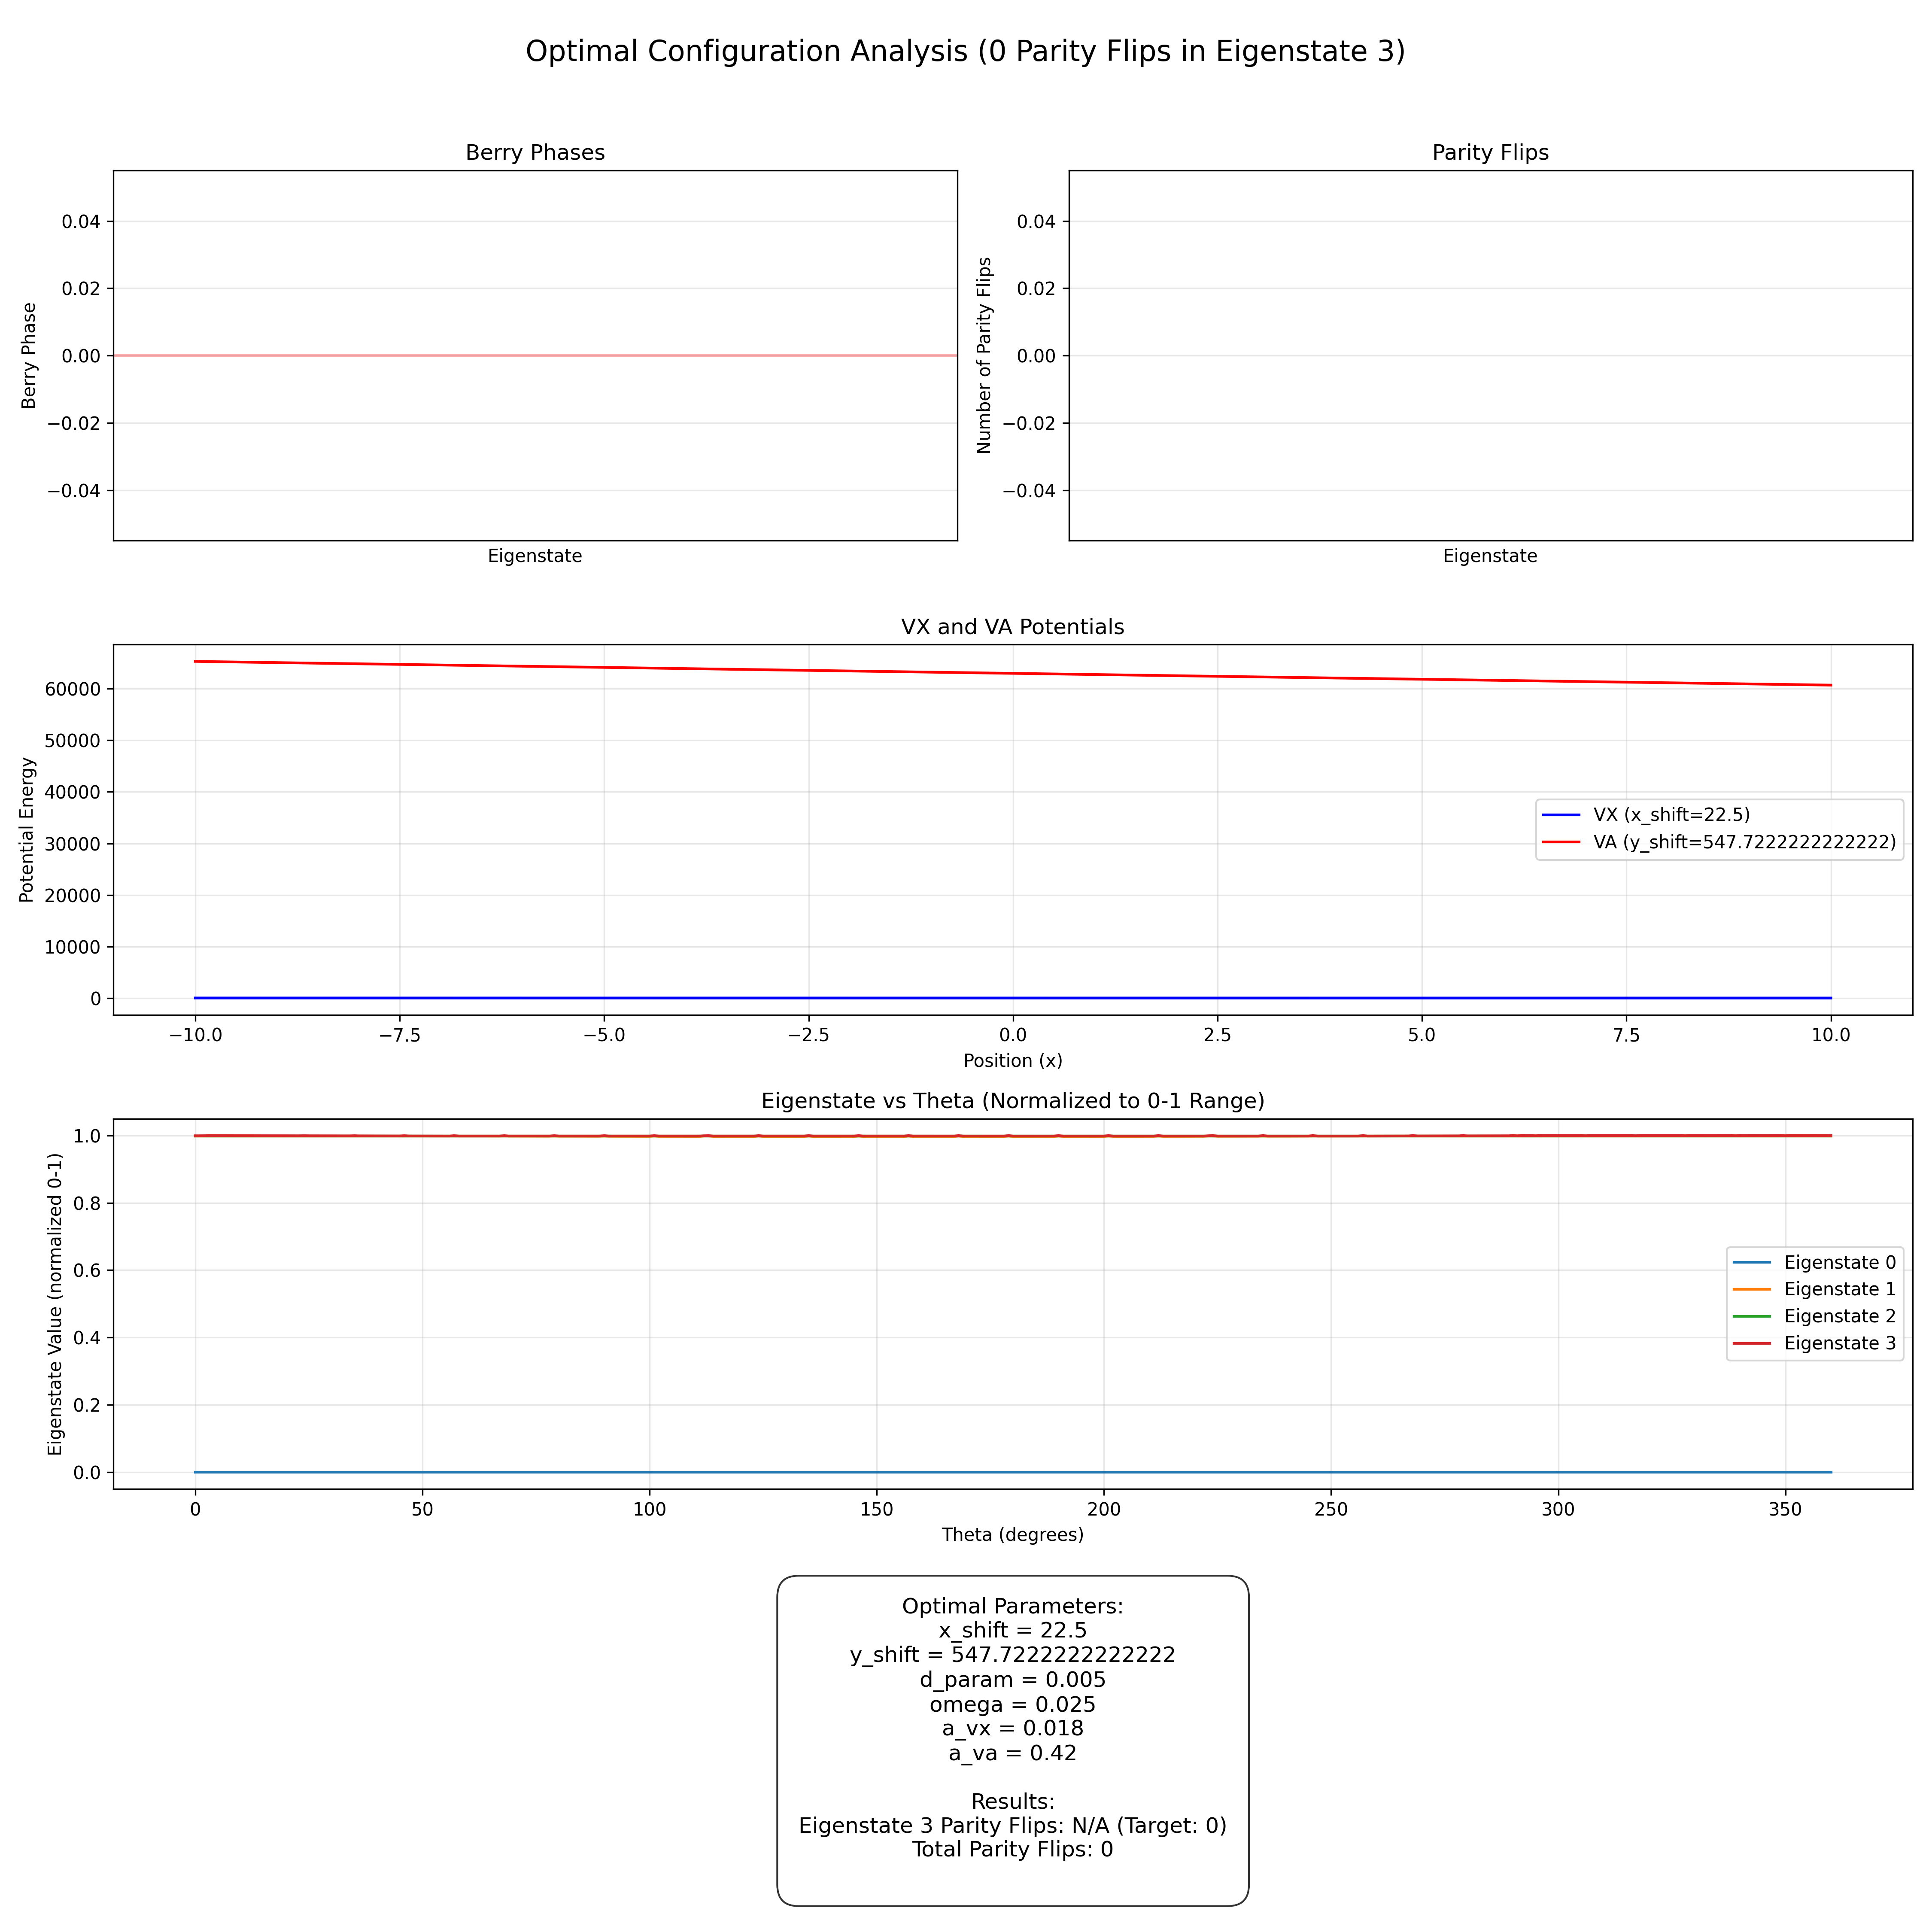 Optimal Configuration Analysis (0 Parity Flips in Eigenstate 3)
Berry Phases
0.04
0.02
0.00
−0.02
−0.04
Berry Phase
Eigenstate
Parity Flips
0.04
0.02
0.00
−0.02
−0.04
Number of Parity Flips
Eigenstate
VX and VA Potentials
60000
50000
40000
30000
20000
10000
0
Potential Energy
VX (x_shift=22.5)
VA (y_shift=547.7222222222222)
−10.0 −7.5 −5.0 −2.5 0.0 2.5 5.0 7.5 10.0
Position (x)
Eigenstate vs Theta (Normalized to 0-1 Range)
1.0
0.8
0.6
0.4
0.2
0.0
Eigenstate Value (normalized 0-1)
Eigenstate 0
Eigenstate 1
Eigenstate 2
Eigenstate 3
0 50 100 150 200 250 300 350
Theta (degrees)
Optimal Parameters:
x_shift = 22.5
y_shift = 547.7222222222222
d_param = 0.005
omega = 0.025
a_vx = 0.018
a_va = 0.42
Results:
Eigenstate 3 Parity Flips: N/A (Target: 0)
Total Parity Flips: 0